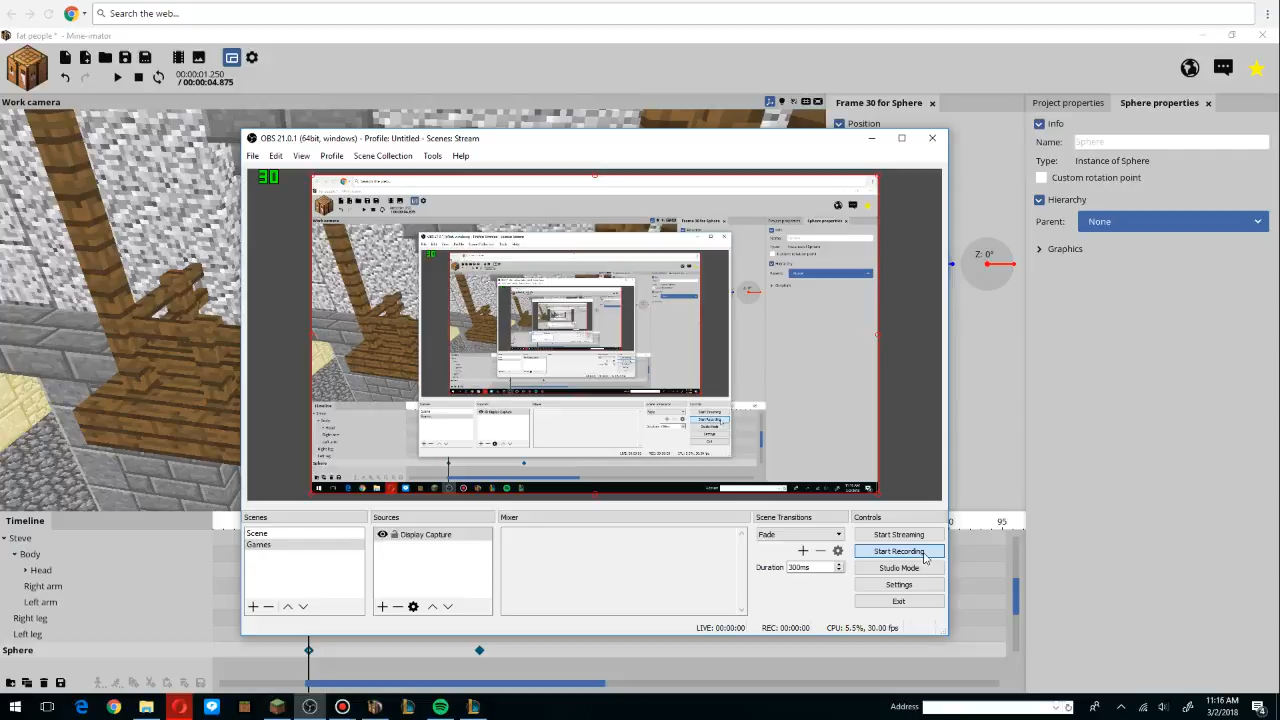 Search the web...
Fat people * - Mine-imator
00:00:01.250
/ 00:00:04.875
Work camera
Frame 30 for Sphere
Position
Z: 0°
Project properties
Sphere properties
Info
Name: Sphere
Type: Instance of Sphere
Custom rotation point
Hierarchy
Parent: None
Graphics
OBS 21.0.1 (64bit, windows) - Profile: Untitled - Scenes: Stream
File Edit View Profile Scene Collection Tools Help
30
Scenes
Scene
Games
Sources
Display Capture
Mixer
Scene Transitions
Fade
Duration 300ms
Controls
Start Streaming
Start Recording
Studio Mode
Settings
Exit
LIVE: 00:00:00 REC: 00:00:00 CPU: 5.5%, 30.00 fps
Timeline
95
Steve
Body
Head
Right arm
Left arm
Right leg
Left leg
Sphere
Address
11:16 AM
3/2/2018